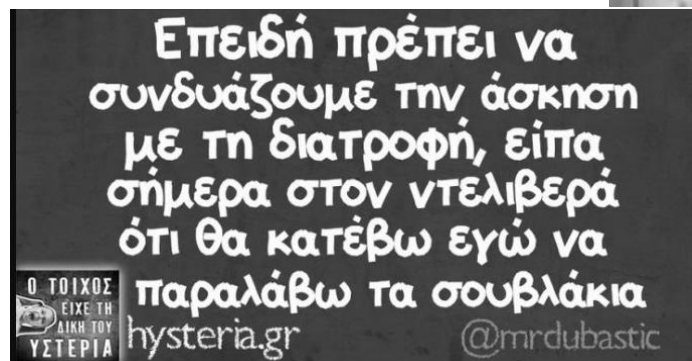 Επειδή πρέπει να
συνδυάζουμε την άσκηση
με τη διατροφή, είπα
σήμερα στον ντελιβερά
ότι θα κατέβω εγώ να
παραλάβω τα σουβλάκια
Ο ΤΟΙΧΟΣ
ΕΙΧΕ ΤΗ
ΔΙΚΗ ΤΟΥ
ΥΣΤΕΡΙΑ
hysteria.gr
@mrdubastic